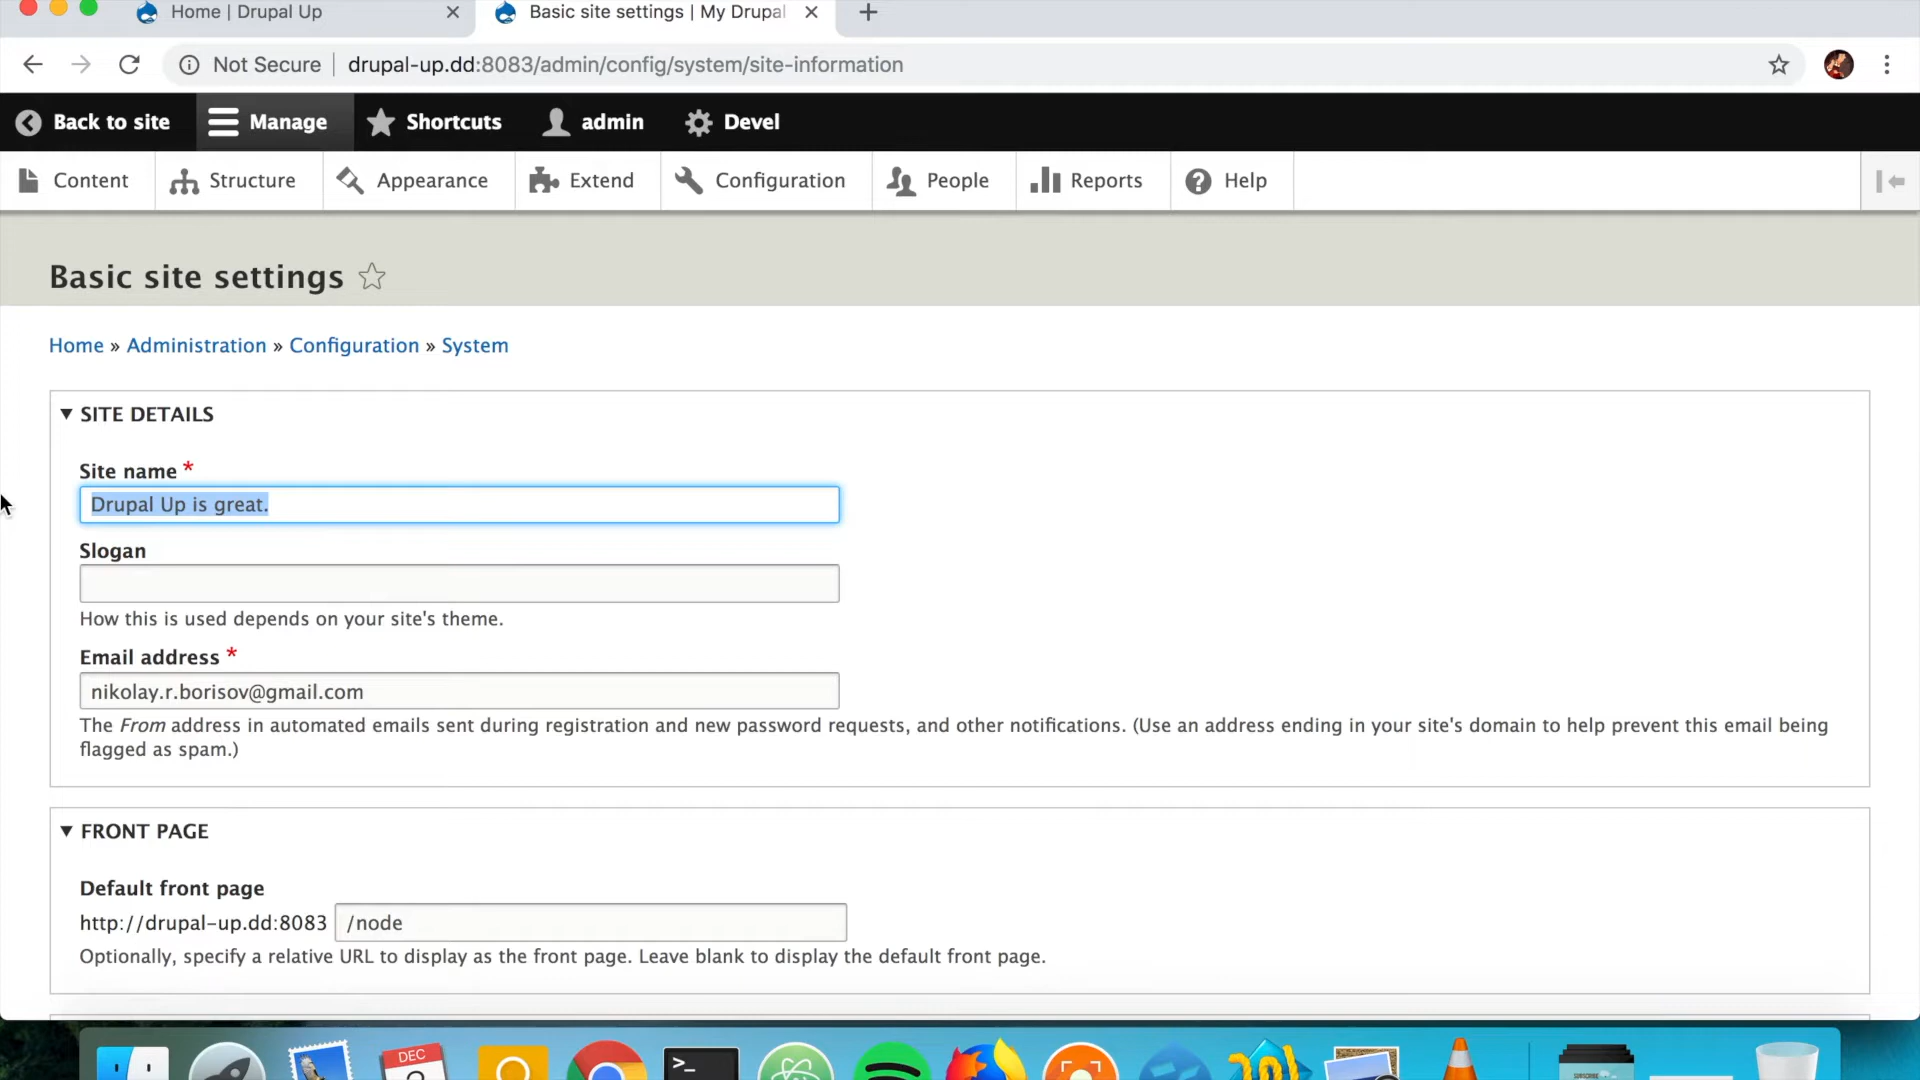 Home | Drupal Up
Basic site settings | My Drupal
Not Secure
drupal-up.dd:8083/admin/config/system/site-information
Back to site
Manage
Shortcuts
admin
Devel
Content
Structure
Appearance
Extend
Configuration
People
Reports
Help
Basic site settings
Home » Administration » Configuration » System
SITE DETAILS
Site name *
Drupal Up is great.
Slogan
How this is used depends on your site's theme.
Email address *
nikolay.r.borisov@gmail.com
The From address in automated emails sent during registration and new password requests, and other notifications. (Use an address ending in your site's domain to help prevent this email being
flagged as spam.)
FRONT PAGE
Default front page
http://drupal-up.dd:8083 /node
Optionally, specify a relative URL to display as the front page. Leave blank to display the default front page.
DEC
>_
SUBSCRIBE